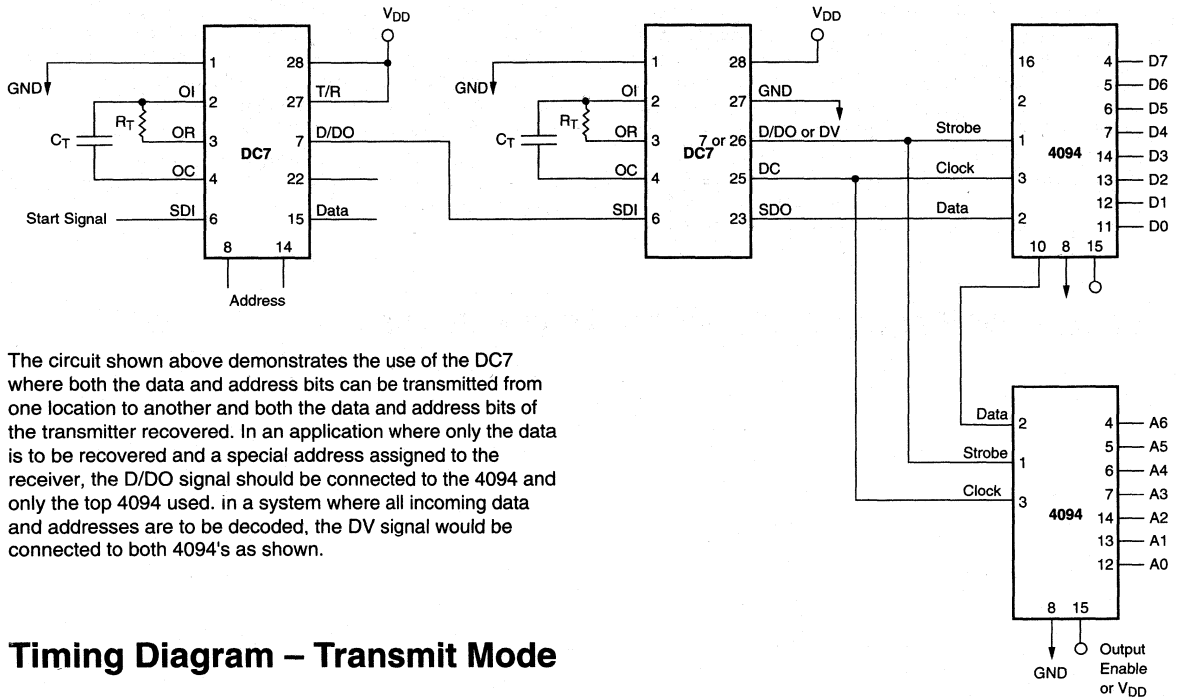 VDD
VDD
1 28
GND
OI 2 27 T/R
RT
CT
OR 3 7 D/DO
DC7
OC 4 22
Start Signal SDI 6 15 Data
8 14
Address
1 28
GND
OI 2 27 GND
RT
CT
OR 3 7 or 26 D/DO or DV Strobe
DC7
OC 4 25 DC Clock
SDI 6 23 SDO Data
16 4 D7
5 D6
2 6 D5
1 7 D4
4094
14 D3
3 13 D2
12 D1
2 11 D0
10 8 15
The circuit shown above demonstrates the use of the DC7
where both the data and address bits can be transmitted from
one location to another and both the data and address bits of
the transmitter recovered. In an application where only the data
is to be recovered and a special address assigned to the
receiver, the D/DO signal should be connected to the 4094 and
only the top 4094 used. in a system where all incoming data
and addresses are to be decoded, the DV signal would be
connected to both 4094's as shown.
Data 2 4 A6
5 A5
Strobe 1 6 A4
7 A3
Clock 3
4094
14 A2
13 A1
12 A0
8 15
GND
Output
Enable
or VDD
Timing Diagram – Transmit Mode